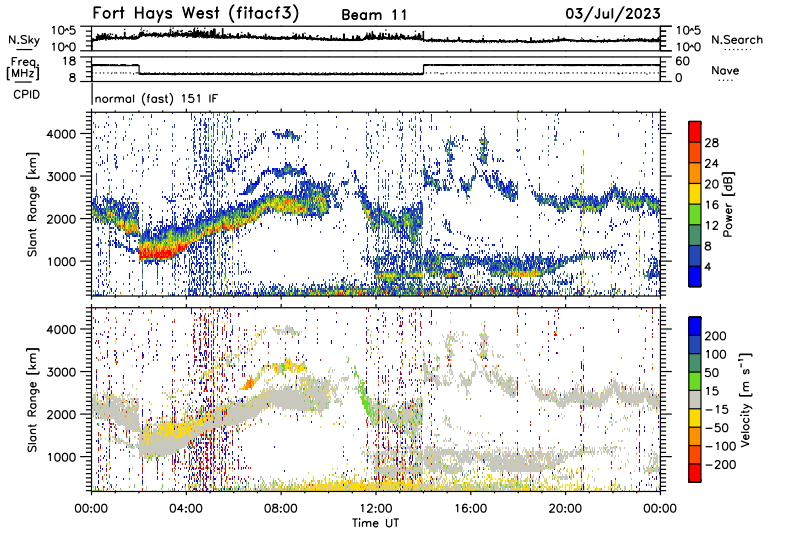 Fort Hays West (fitacf3) Beam 11 03/Jul/2023
N.Sky 10^5 10^0 10^5 10^0 N.Search
Freq. [MHz] 18 8 60 0 Nave
CPID normal (fast) 151 IF
Slant Range [km] 4000 3000 2000 1000
Power [dB] 28 24 20 16 12 8 4
Slant Range [km] 4000 3000 2000 1000
Velocity [m s⁻¹] 200 100 50 15 −15 −50 −100 −200
00:00 04:00 08:00 12:00 16:00 20:00 00:00
Time UT